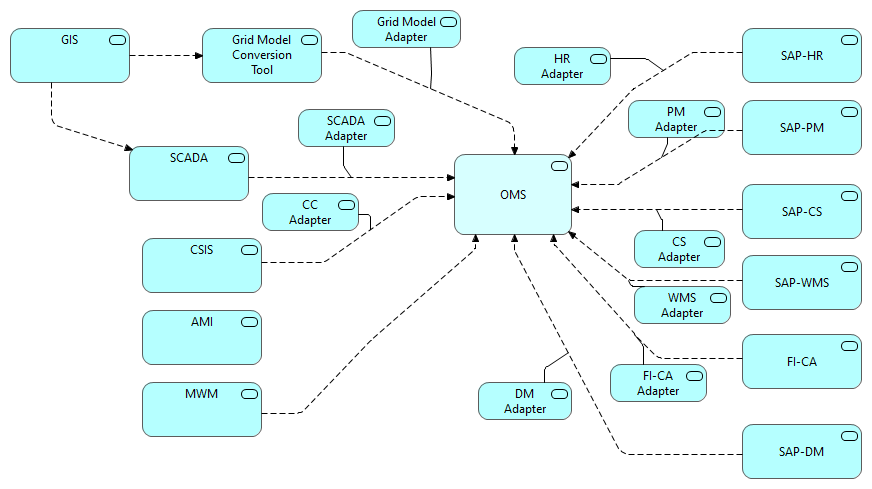 GIS
Grid Model
Conversion
Tool
Grid Model
Adapter
HR
Adapter
SAP-HR
SCADA
Adapter
PM
Adapter
SAP-PM
SCADA
OMS
CC
Adapter
SAP-CS
CSIS
CS
Adapter
SAP-WMS
WMS
Adapter
AMI
FI-CA
MWM
DM
Adapter
FI-CA
Adapter
SAP-DM